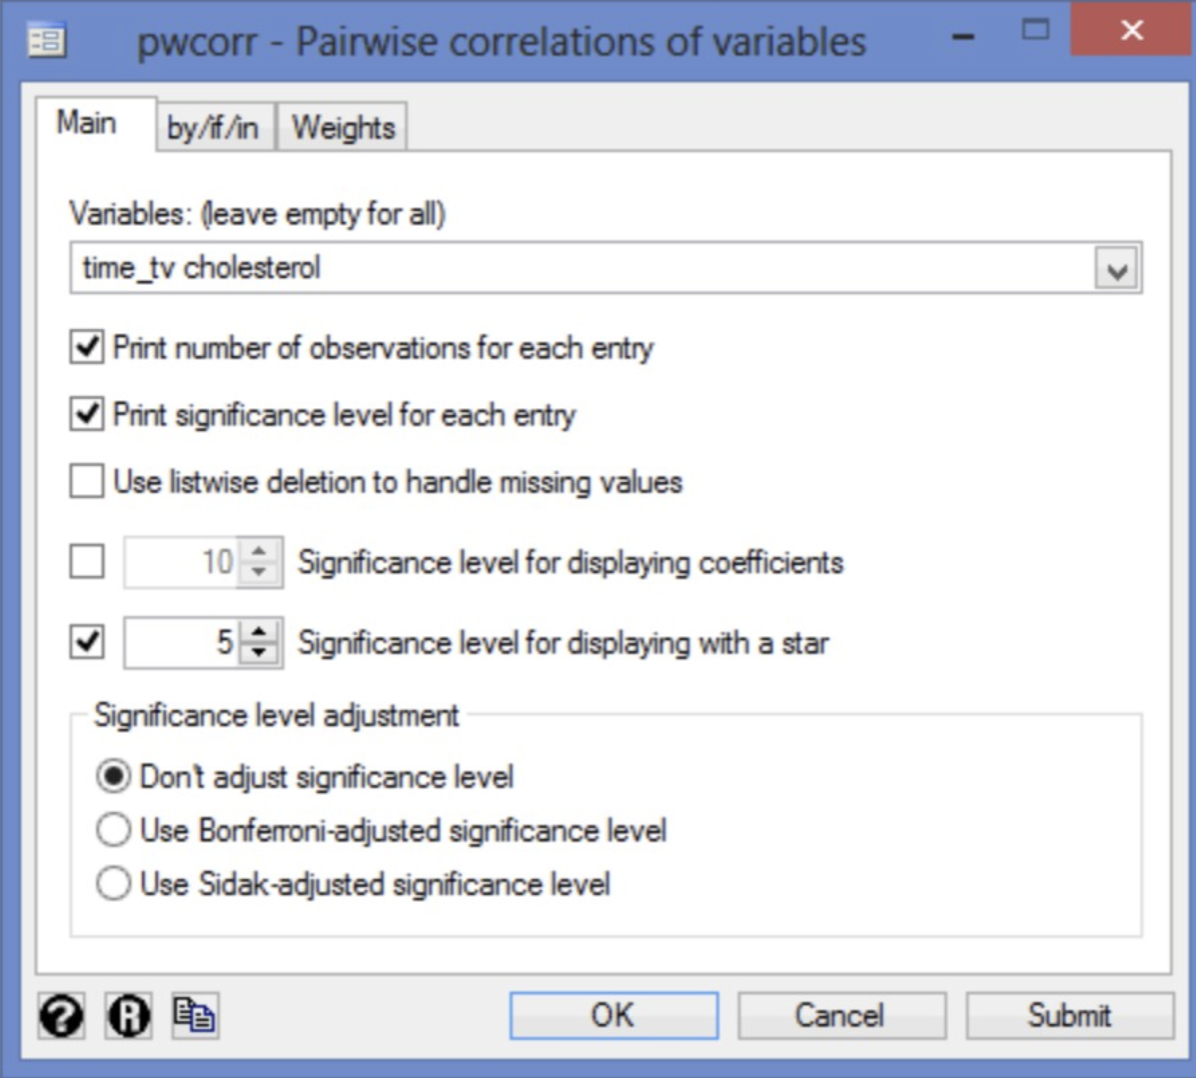 pwcorr - Pairwise correlations of variables
Main by/if/in Weights
Variables: (leave empty for all)
time_tv cholesterol
Print number of observations for each entry
Print significance level for each entry
Use listwise deletion to handle missing values
10 Significance level for displaying coefficients
5 Significance level for displaying with a star
Significance level adjustment
Don't adjust significance level
Use Bonferroni-adjusted significance level
Use Sidak-adjusted significance level
? R OK Cancel Submit